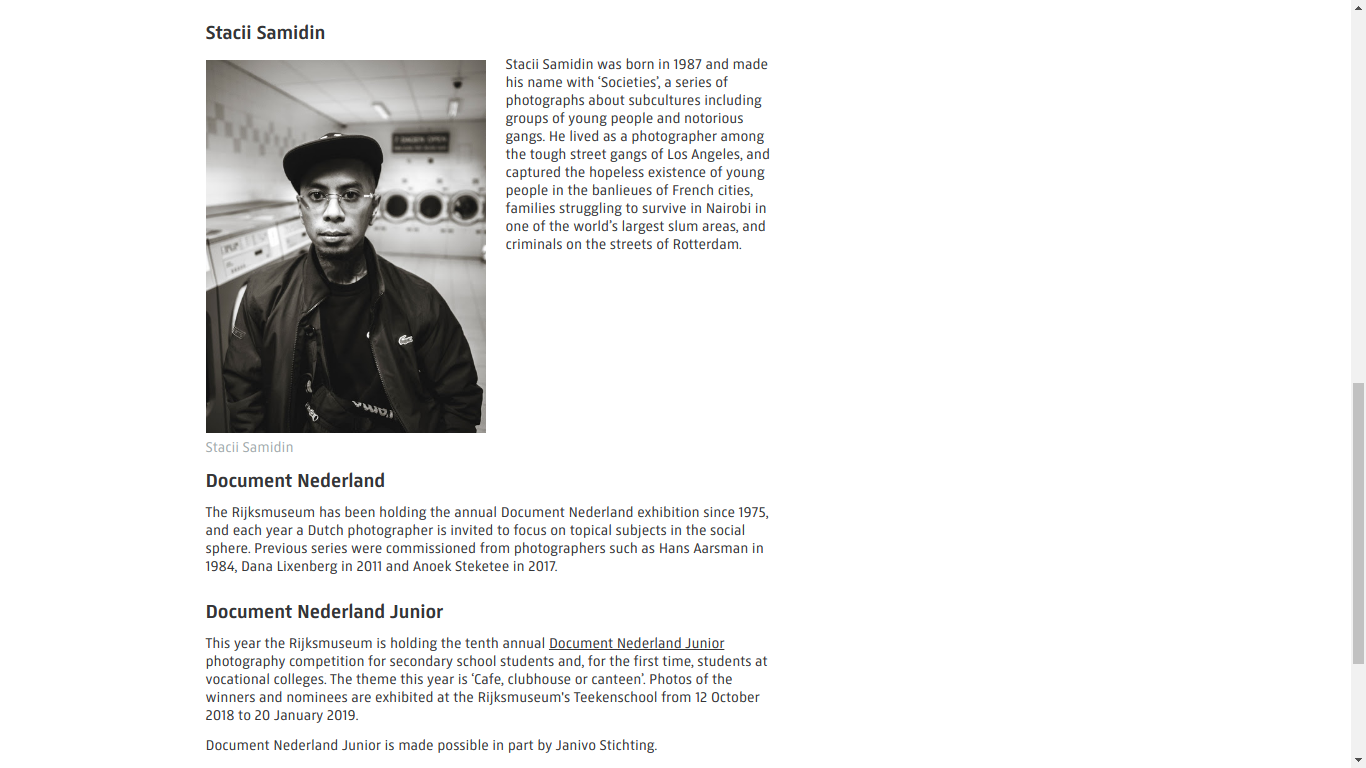 Stacii Samidin
Stacii Samidin was born in 1987 and made
his name with ‘Societies’, a series of
photographs about subcultures including
groups of young people and notorious
gangs. He lived as a photographer among
the tough street gangs of Los Angeles, and
captured the hopeless existence of young
people in the banlieues of French cities,
families struggling to survive in Nairobi in
one of the world’s largest slum areas, and
criminals on the streets of Rotterdam.
7 DAGEN OPEN
Stacii Samidin
Document Nederland
The Rijksmuseum has been holding the annual Document Nederland exhibition since 1975,
and each year a Dutch photographer is invited to focus on topical subjects in the social
sphere. Previous series were commissioned from photographers such as Hans Aarsman in
1984, Dana Lixenberg in 2011 and Anoek Steketee in 2017.
Document Nederland Junior
This year the Rijksmuseum is holding the tenth annual Document Nederland Junior
photography competition for secondary school students and, for the first time, students at
vocational colleges. The theme this year is ‘Cafe, clubhouse or canteen’. Photos of the
winners and nominees are exhibited at the Rijksmuseum's Teekenschool from 12 October
2018 to 20 January 2019.
Document Nederland Junior is made possible in part by Janivo Stichting.